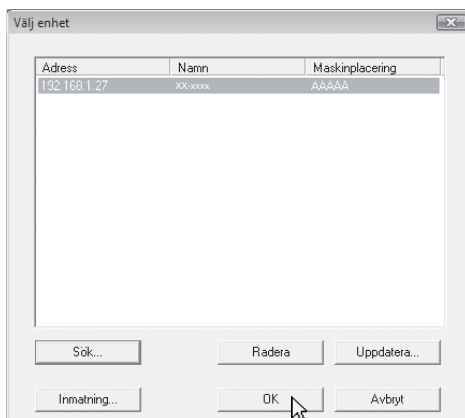 Välj enhet
Adress Namn Maskinplacering
192.168.1.27 XX-xxxx AAAAA
Sök... Radera Uppdatera...
Inmatning... OK Avbryt